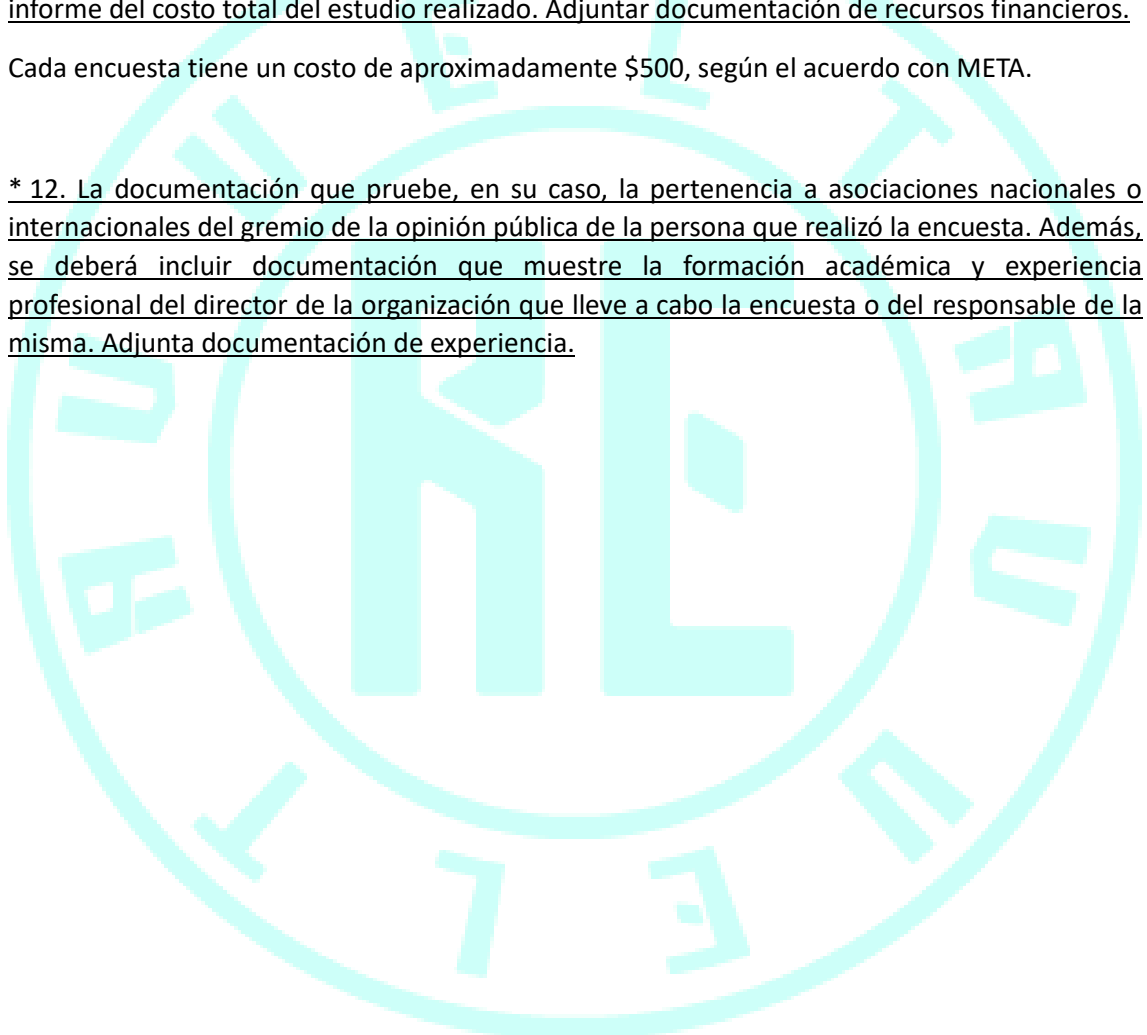 informe del costo total del estudio realizado. Adjuntar documentación de recursos financieros.
Cada encuesta tiene un costo de aproximadamente $500, según el acuerdo con META.
* 12. La documentación que pruebe, en su caso, la pertenencia a asociaciones nacionales o
internacionales del gremio de la opinión pública de la persona que realizó la encuesta. Además,
se deberá incluir documentación que muestre la formación académica y experiencia
profesional del director de la organización que lleve a cabo la encuesta o del responsable de la
misma. Adjunta documentación de experiencia.
RE